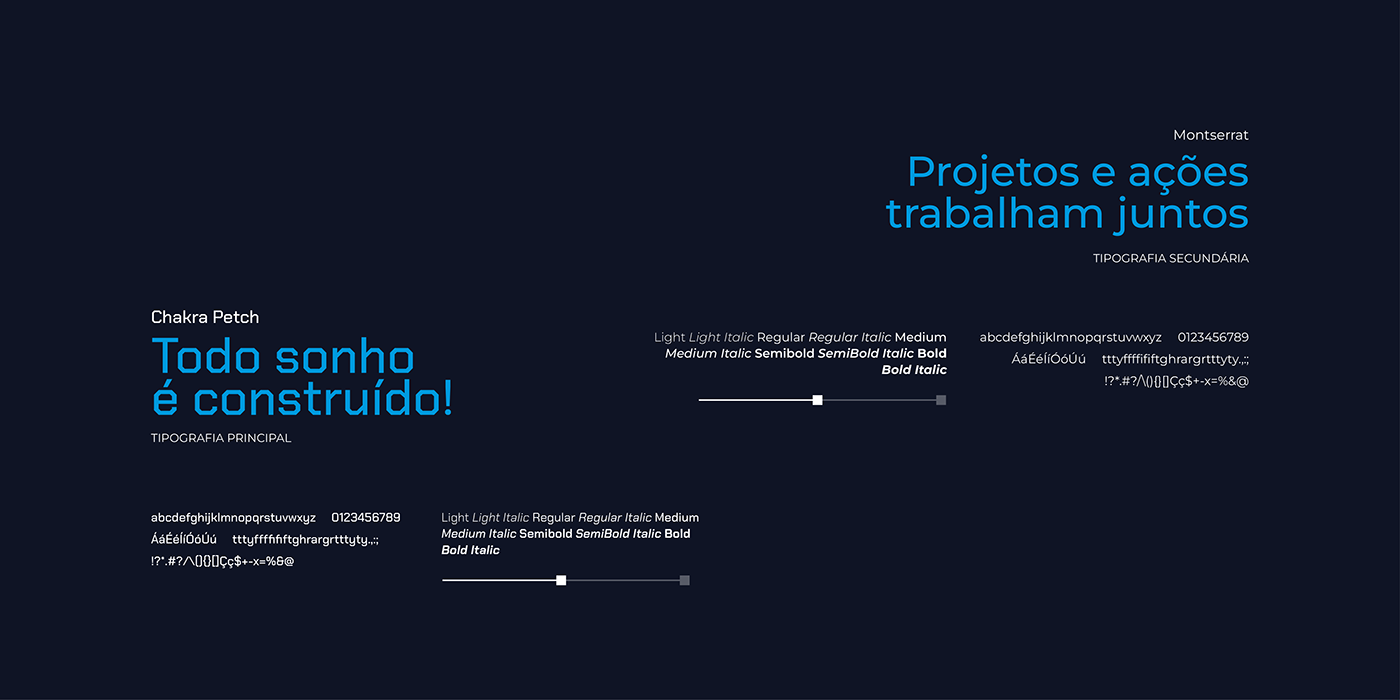 Montserrat
Projetos e ações
trabalham juntos
TIPOGRAFIA SECUNDÁRIA
Light Light Italic Regular Regular Italic Medium
Medium Italic Semibold SemiBold Italic Bold
Bold Italic
abcdefghijklmnopqrstuvwxyz 0123456789
ÁáÉéÍíÓóÚú tttyffffififtghrargrtttyty.,:;
!?*.#?/\(){}[]Çç$+-x=%&@
Chakra Petch
Todo sonho
é construído!
TIPOGRAFIA PRINCIPAL
abcdefghijklmnopqrstuvwxyz 0123456789
ÁáÉéÍíÓóÚú tttyffffififtghrargrtttyty.,:;
!?*.#?/\(){}[]Çç$+-x=%&@
Light Light Italic Regular Regular Italic Medium
Medium Italic Semibold SemiBold Italic Bold
Bold Italic